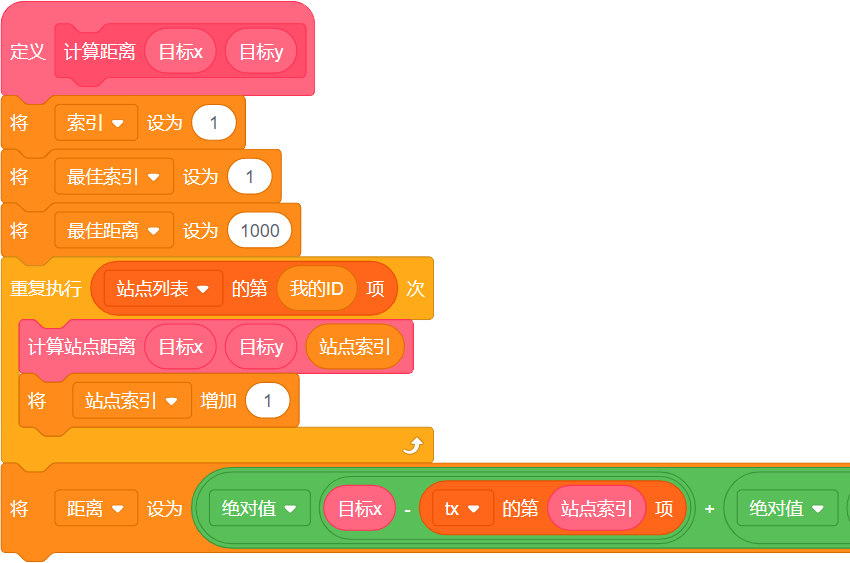 定义 计算距离 目标x 目标y
将 索引 设为 1
将 最佳索引 设为 1
将 最佳距离 设为 1000
重复执行 站点列表 的第 我的ID 项 次
计算站点距离 目标x 目标y 站点索引
将 站点索引 增加 1
将 距离 设为 绝对值 目标x - tx 的第 站点索引 项 + 绝对值